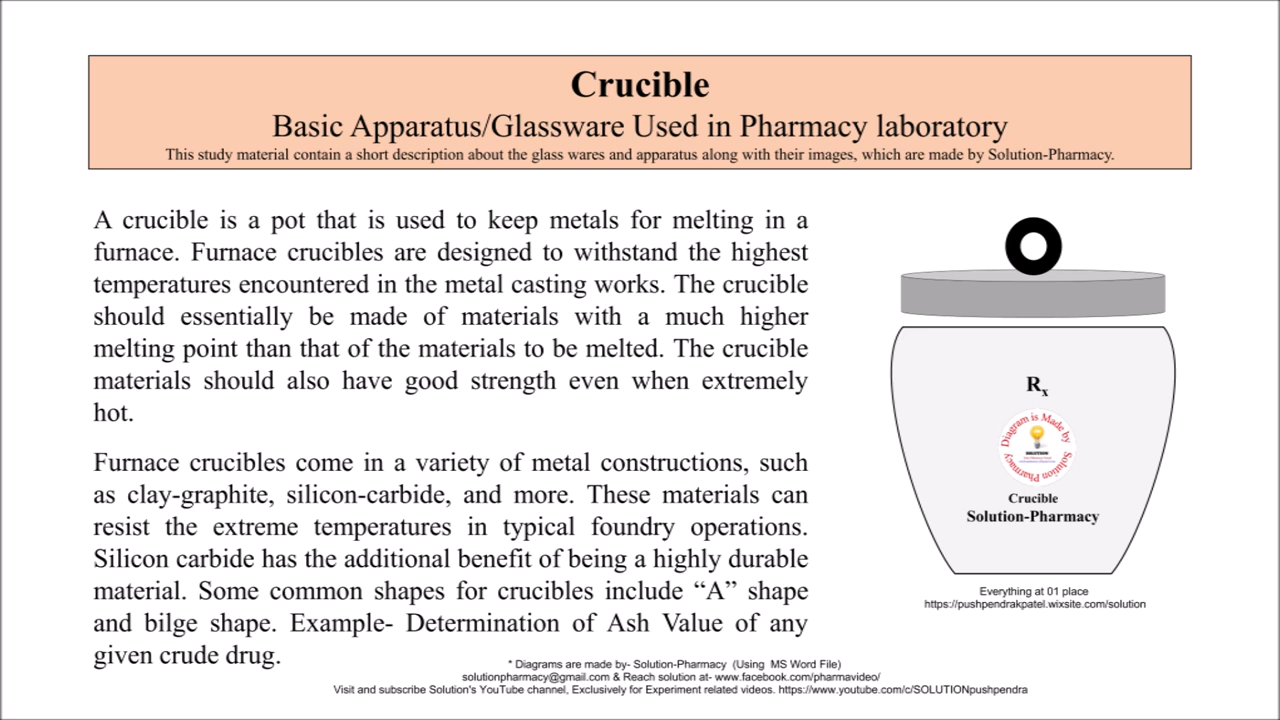 Crucible
Basic Apparatus/Glassware Used in Pharmacy laboratory
This study material contain a short description about the glass wares and apparatus along with their images, which are made by Solution-Pharmacy.
A crucible is a pot that is used to keep metals for melting in a
furnace. Furnace crucibles are designed to withstand the highest
temperatures encountered in the metal casting works. The crucible
should essentially be made of materials with a much higher
melting point than that of the materials to be melted. The crucible
materials should also have good strength even when extremely
hot.
Furnace crucibles come in a variety of metal constructions, such
as clay-graphite, silicon-carbide, and more. These materials can
resist the extreme temperatures in typical foundry operations.
Silicon carbide has the additional benefit of being a highly durable
material. Some common shapes for crucibles include “A” shape
and bilge shape. Example- Determination of Ash Value of any
given crude drug.
Rx
Diagram is Made by
SOLUTION
Solution Pharmacy
Crucible
Solution-Pharmacy
Everything at 01 place
https://pushpendrakpatel.wixsite.com/solution
* Diagrams are made by- Solution-Pharmacy (Using MS Word File)
solutionpharmacy@gmail.com & Reach solution at- www.facebook.com/pharmavideo/
Visit and subscribe Solution's YouTube channel, Exclusively for Experiment related videos. https://www.youtube.com/c/SOLUTIONpushpendra